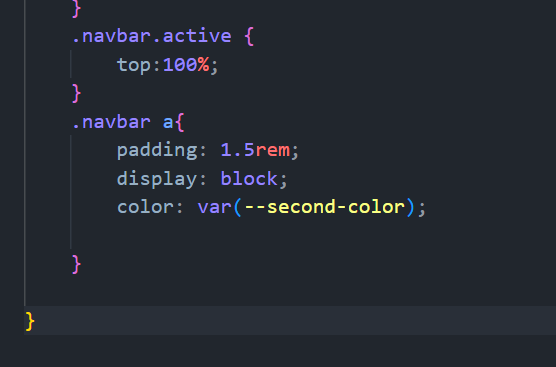 }
.navbar.active {
top:100%;
}
.navbar a{
padding: 1.5rem;
display: block;
color: var(--second-color);
}
}